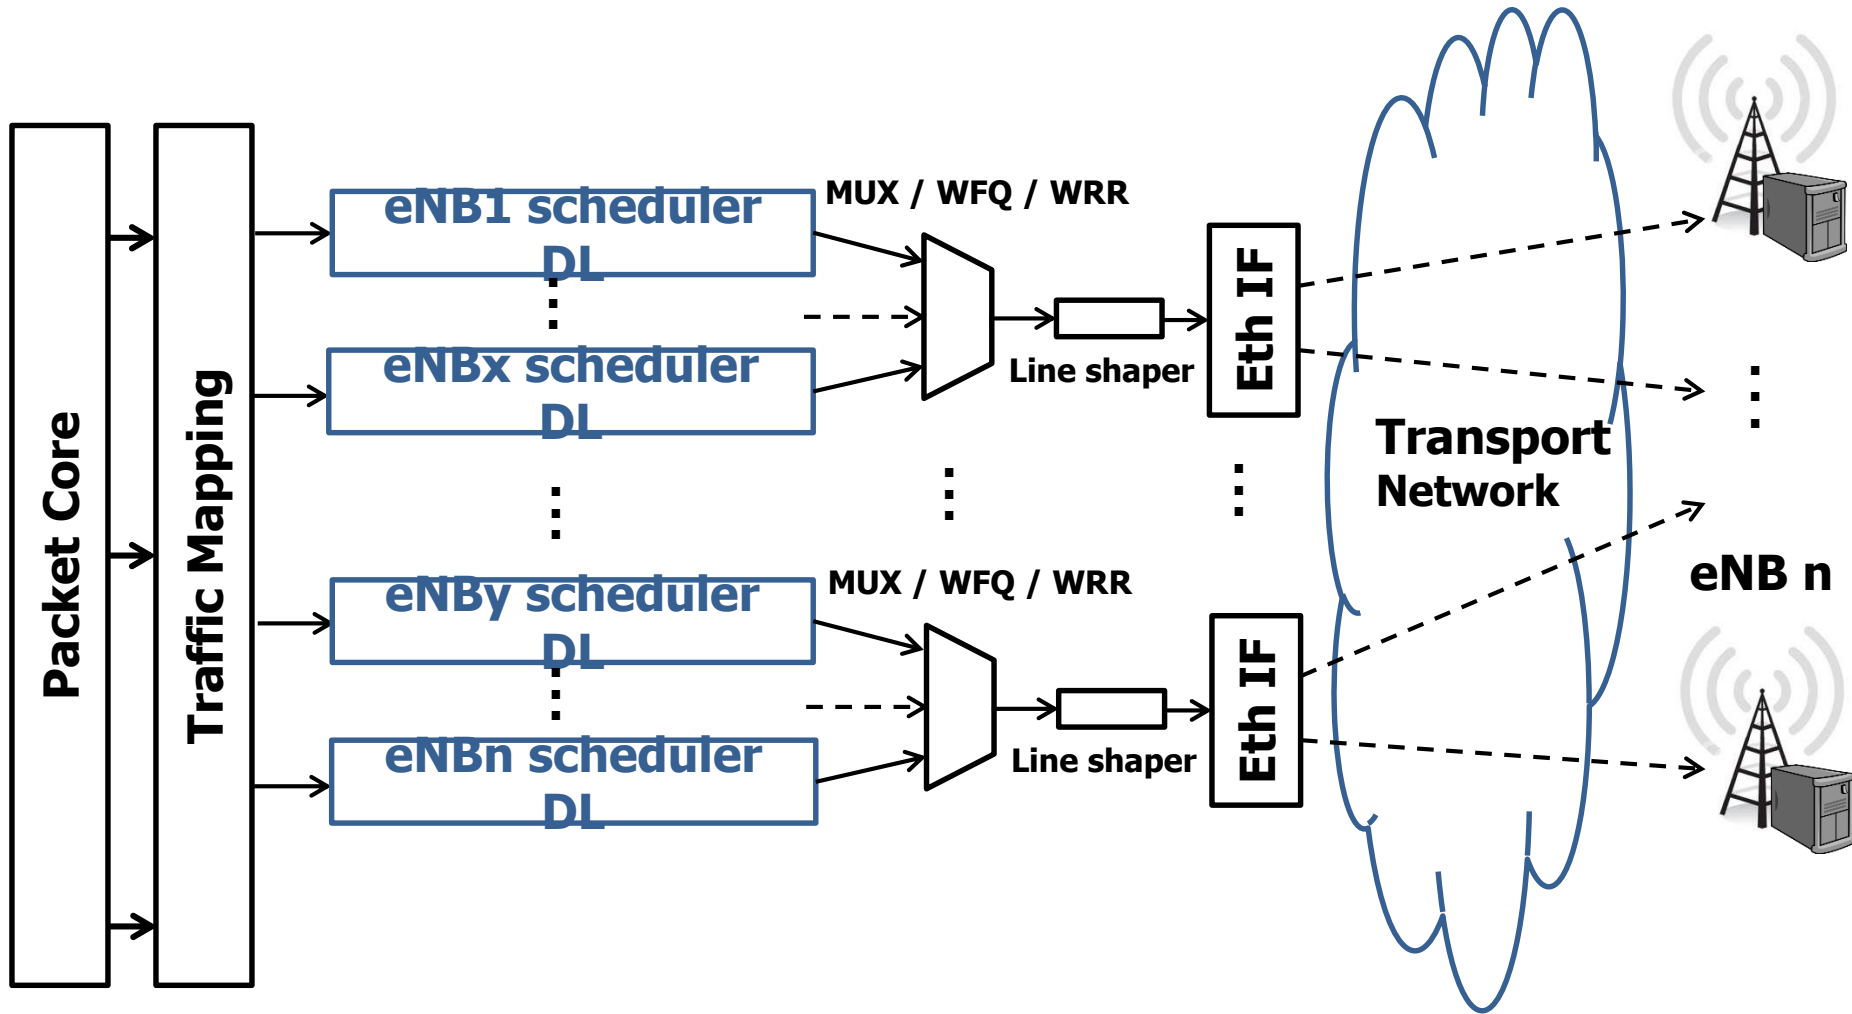 Packet Core
Traffic Mapping
eNB1 scheduler
DL
eNBx scheduler
DL
eNBy scheduler
DL
eNBn scheduler
DL
MUX / WFQ / WRR
Line shaper
Eth IF
MUX / WFQ / WRR
Line shaper
Eth IF
Transport
Network
eNB n